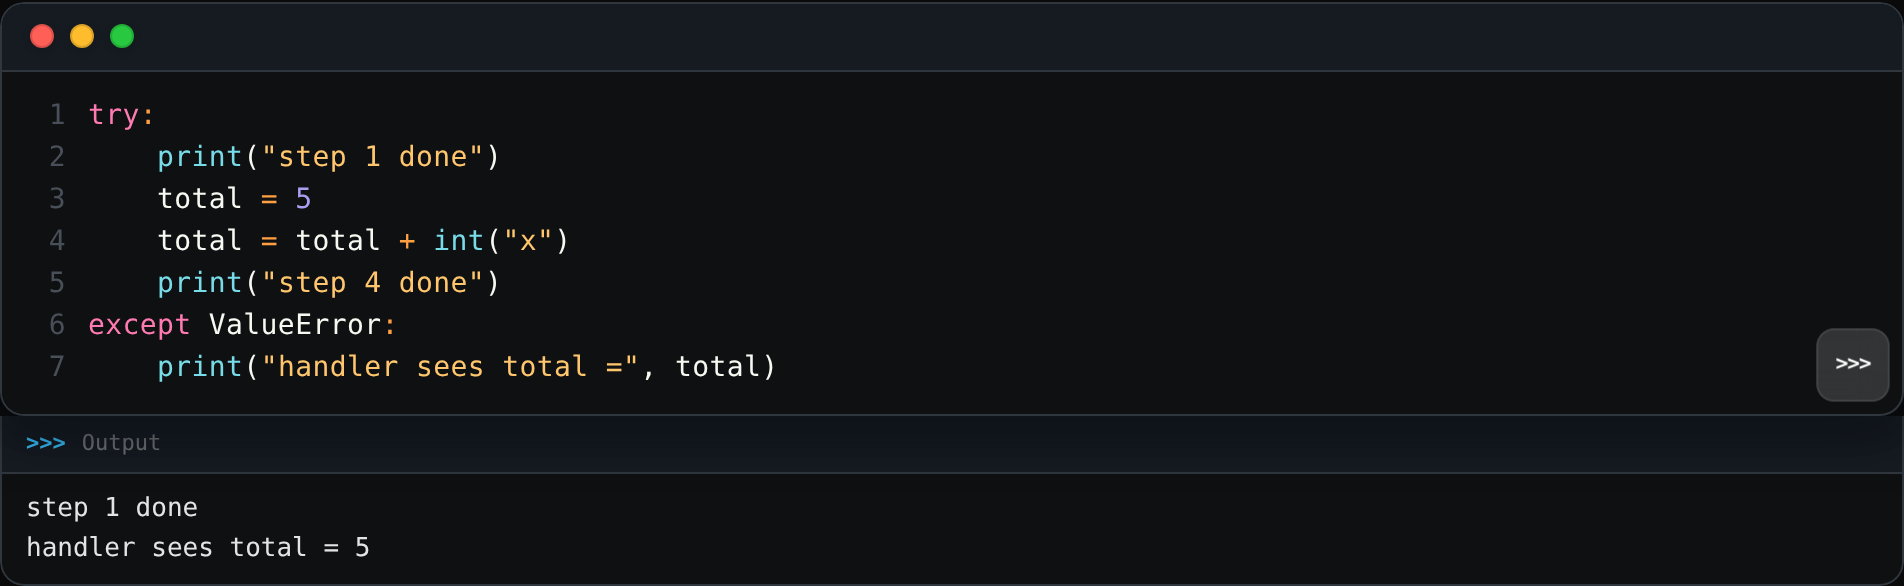 1 try:
2     print("step 1 done")
3     total = 5
4     total = total + int("x")
5     print("step 4 done")
6 except ValueError:
7     print("handler sees total =", total)
>>>
>>> Output
step 1 done
handler sees total = 5